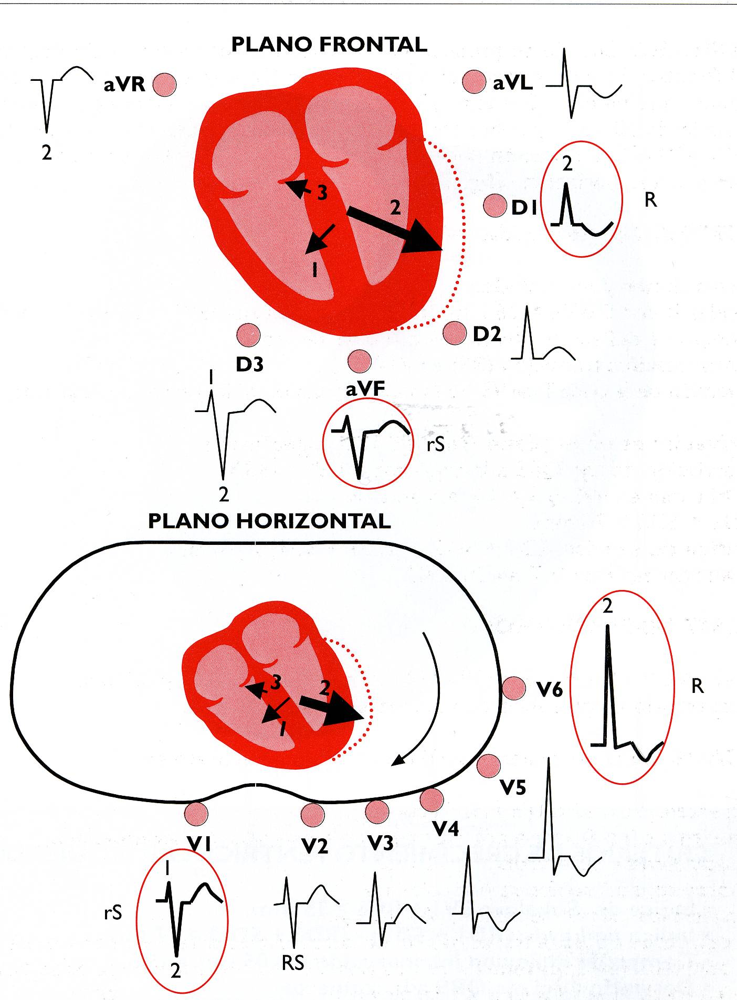 PLANO FRONTAL
aVR
2
aVL
2
D1
R
3
2
1
D2
D3
1
2
aVF
rS
PLANO HORIZONTAL
3
2
1
2
V6
R
V5
V4
V3
V2
V1
1
rS
2
RS